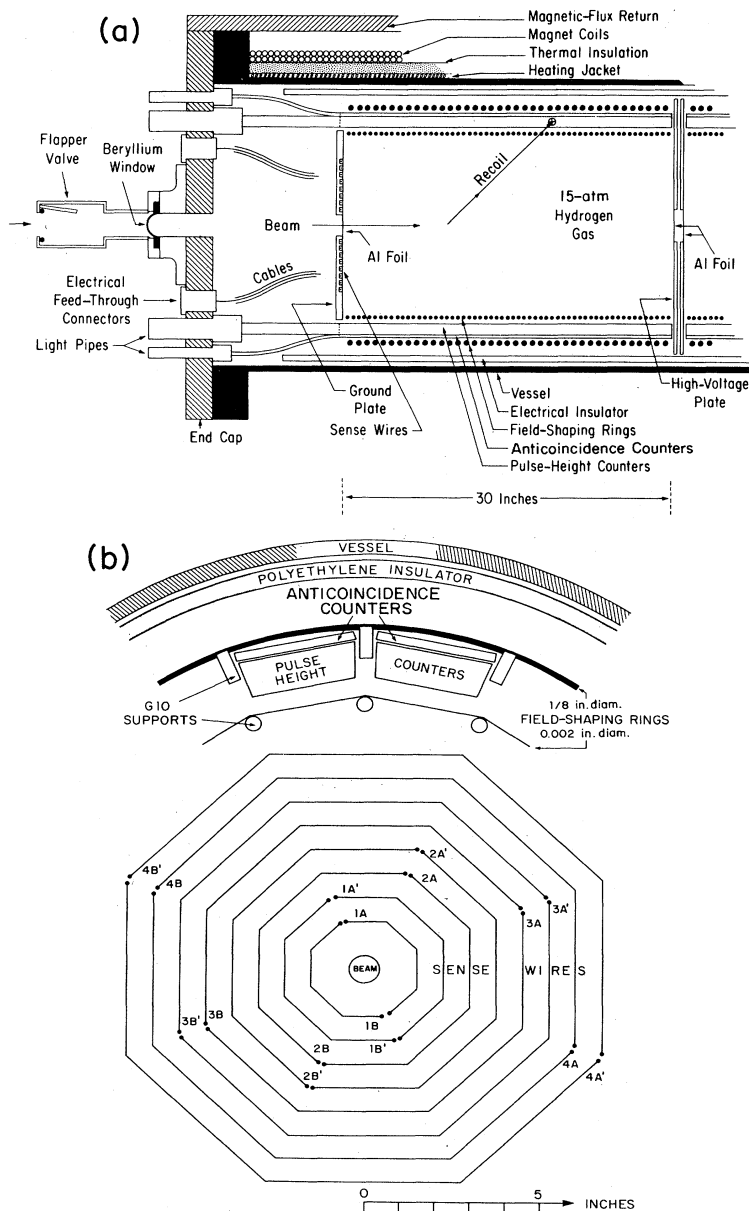 (a)
Magnetic-Flux Return
Magnet Coils
Thermal Insulation
Heating Jacket
Flapper
Valve
Beryllium
Window
Recoil
15-atm
Hydrogen
Gas
Beam
Al Foil
Al Foil
Cables
Electrical
Feed-Through
Connectors
Light Pipes
End Cap
Ground
Plate
Sense Wires
Vessel
Electrical Insulator
Field-Shaping Rings
Anticoincidence Counters
Pulse-Height Counters
High-Voltage
Plate
30 Inches
(b)
VESSEL
POLYETHYLENE INSULATOR
ANTICOINCIDENCE
COUNTERS
PULSE
HEIGHT
COUNTERS
G10
SUPPORTS
1/8 in. diam.
FIELD-SHAPING RINGS
0.002 in. diam.
4B'
4B
2A'
2A
1A'
1A
3A'
3A
BEAM
SENSE WIRES
3B'
3B
1B
1B'
2B
2B'
4A
4A'
0
5
INCHES